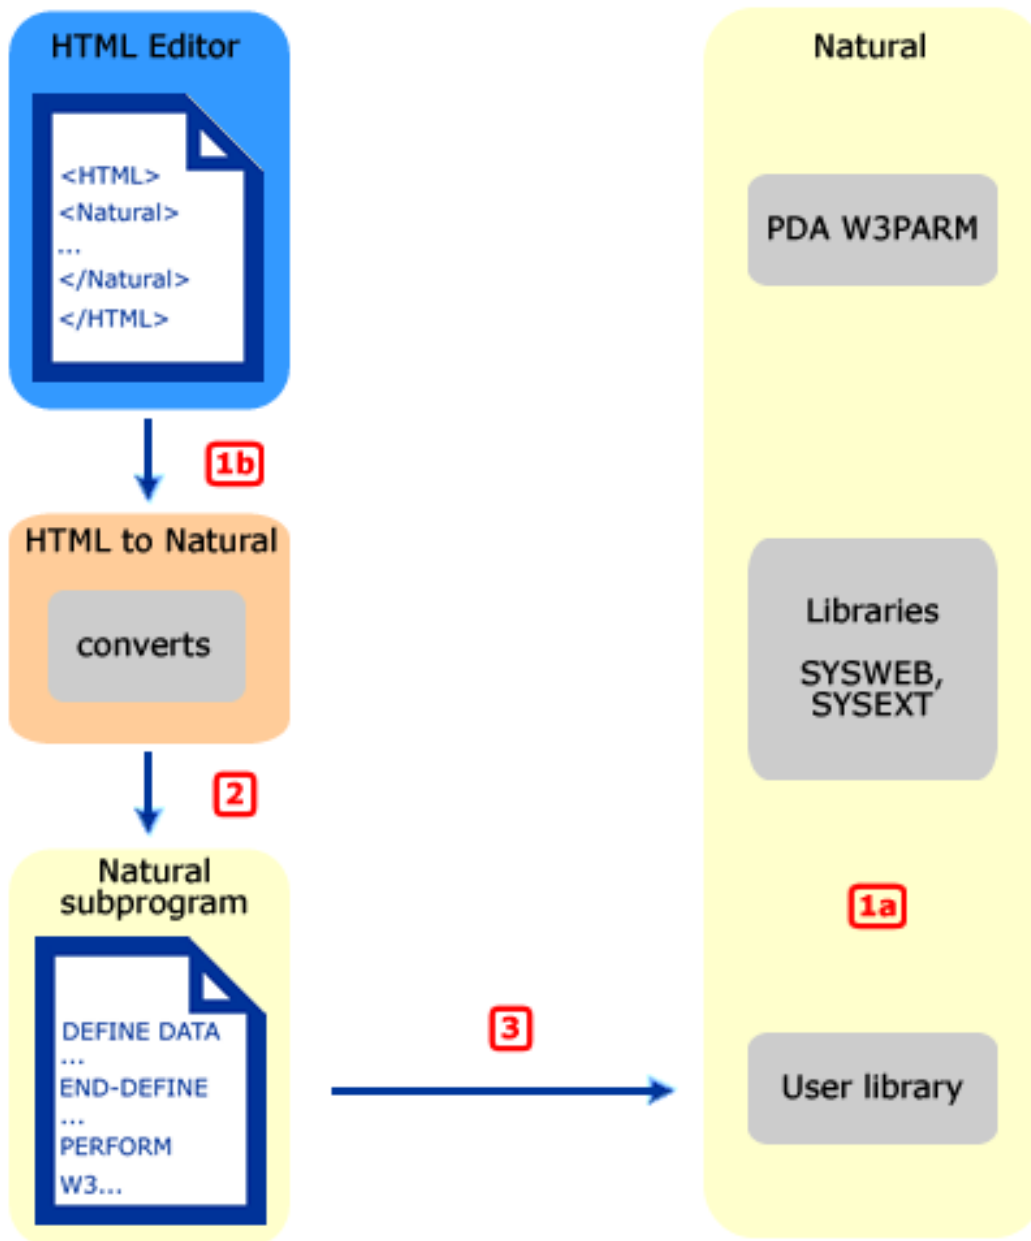 HTML Editor
<HTML>
<Natural>
...
</Natural>
</HTML>
1b
HTML to Natural
converts
2
Natural
subprogram
DEFINE DATA
...
END-DEFINE
...
PERFORM
W3...
3
Natural
PDA W3PARM
Libraries
SYSWEB,
SYSEXT
1a
User library